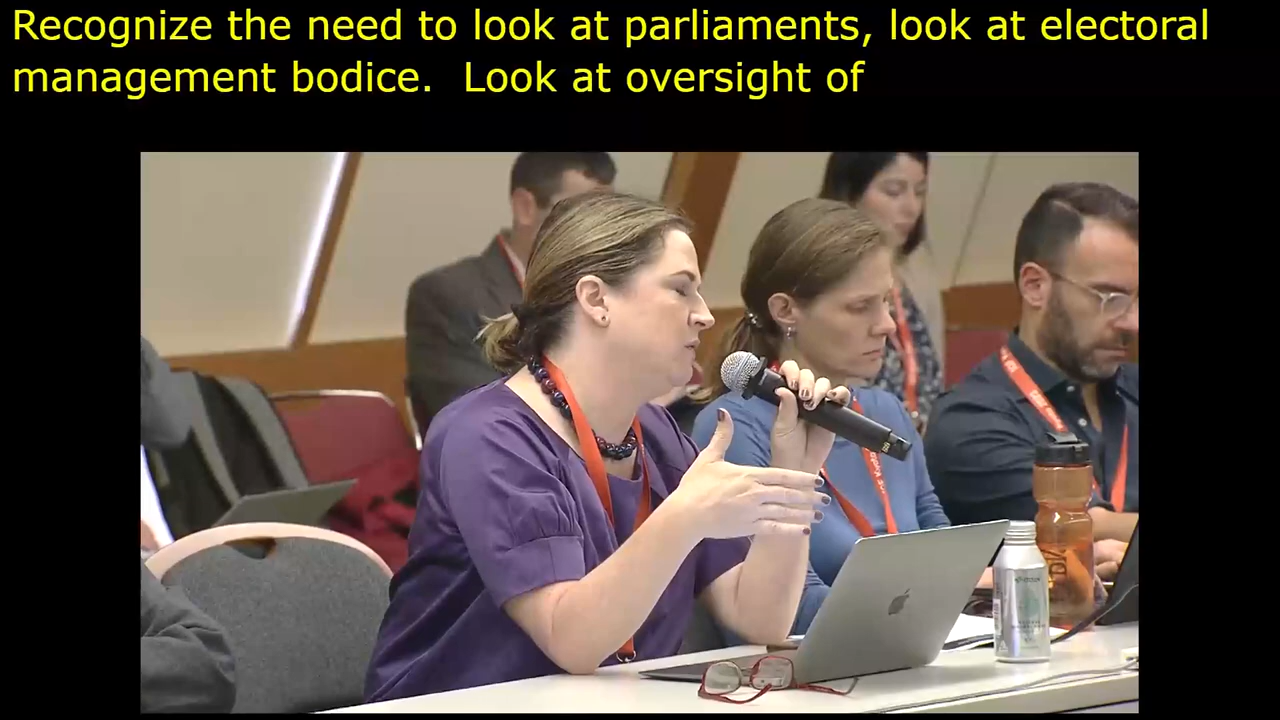 Recognize the need to look at parliaments, look at electoral
management bodice.  Look at oversight of